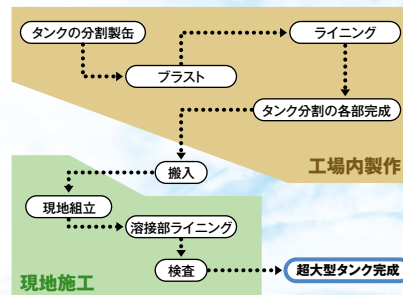 タンクの分割製缶
ブラスト
ライニング
タンク分割の各部完成
工場内製作
搬入
現地組立
溶接部ライニング
検査
超大型タンク完成
現地施工